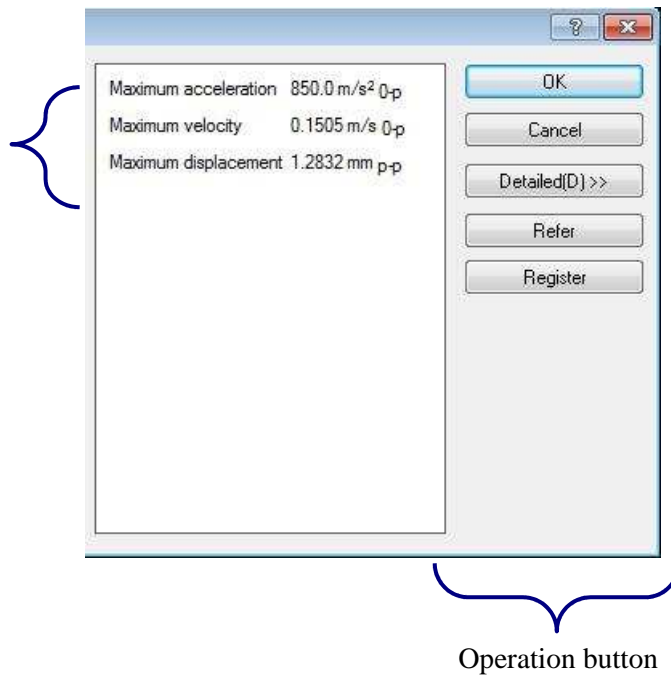 Maximum acceleration 850.0 m/s² 0-p
Maximum velocity 0.1505 m/s 0-p
Maximum displacement 1.2832 mm p-p
OK
Cancel
Detailed(D) >>
Refer
Register
Operation button